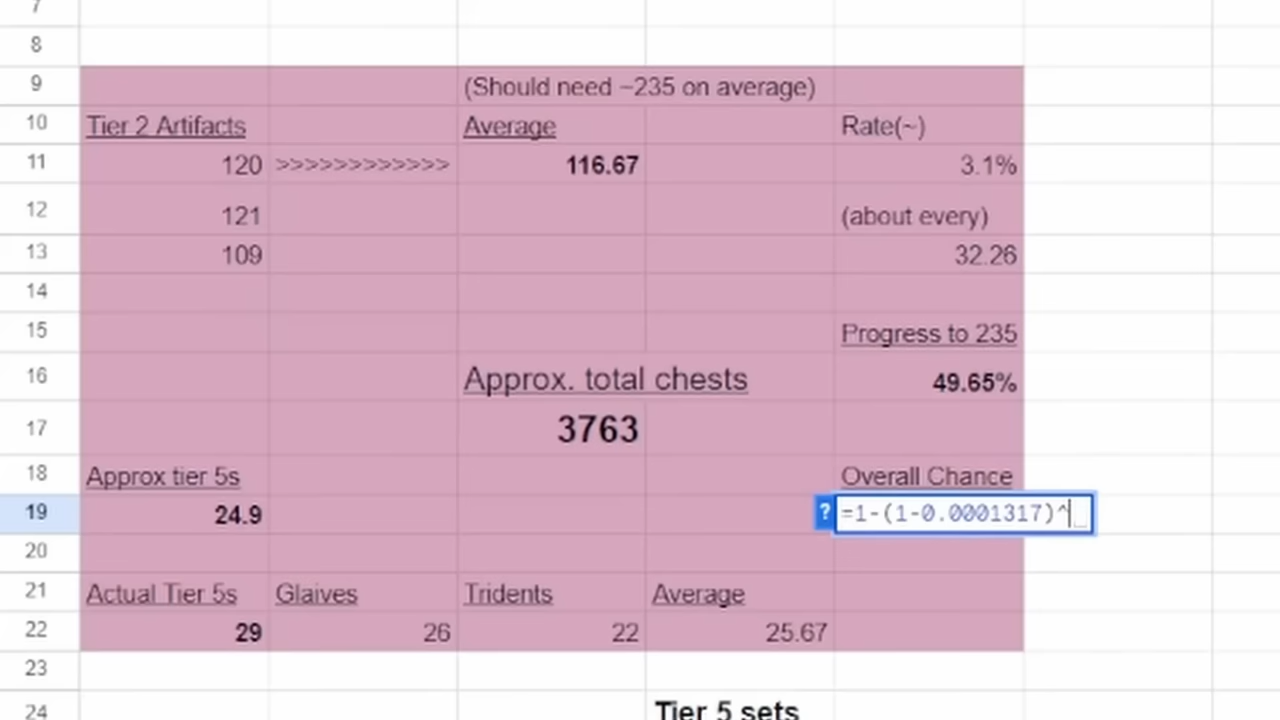 7
8
9 (Should need ~235 on average)
10 Tier 2 Artifacts Average Rate(~)
11 120 >>>>>>>>>>>> 116.67 3.1%
12 121 (about every)
13 109 32.26
14
15 Progress to 235
16 Approx. total chests 49.65%
17 3763
18 Approx tier 5s Overall Chance
19 24.9 ? =1-(1-0.0001317)^
20
21 Actual Tier 5s Glaives Tridents Average
22 29 26 22 25.67
23
24 Tier 5 sets